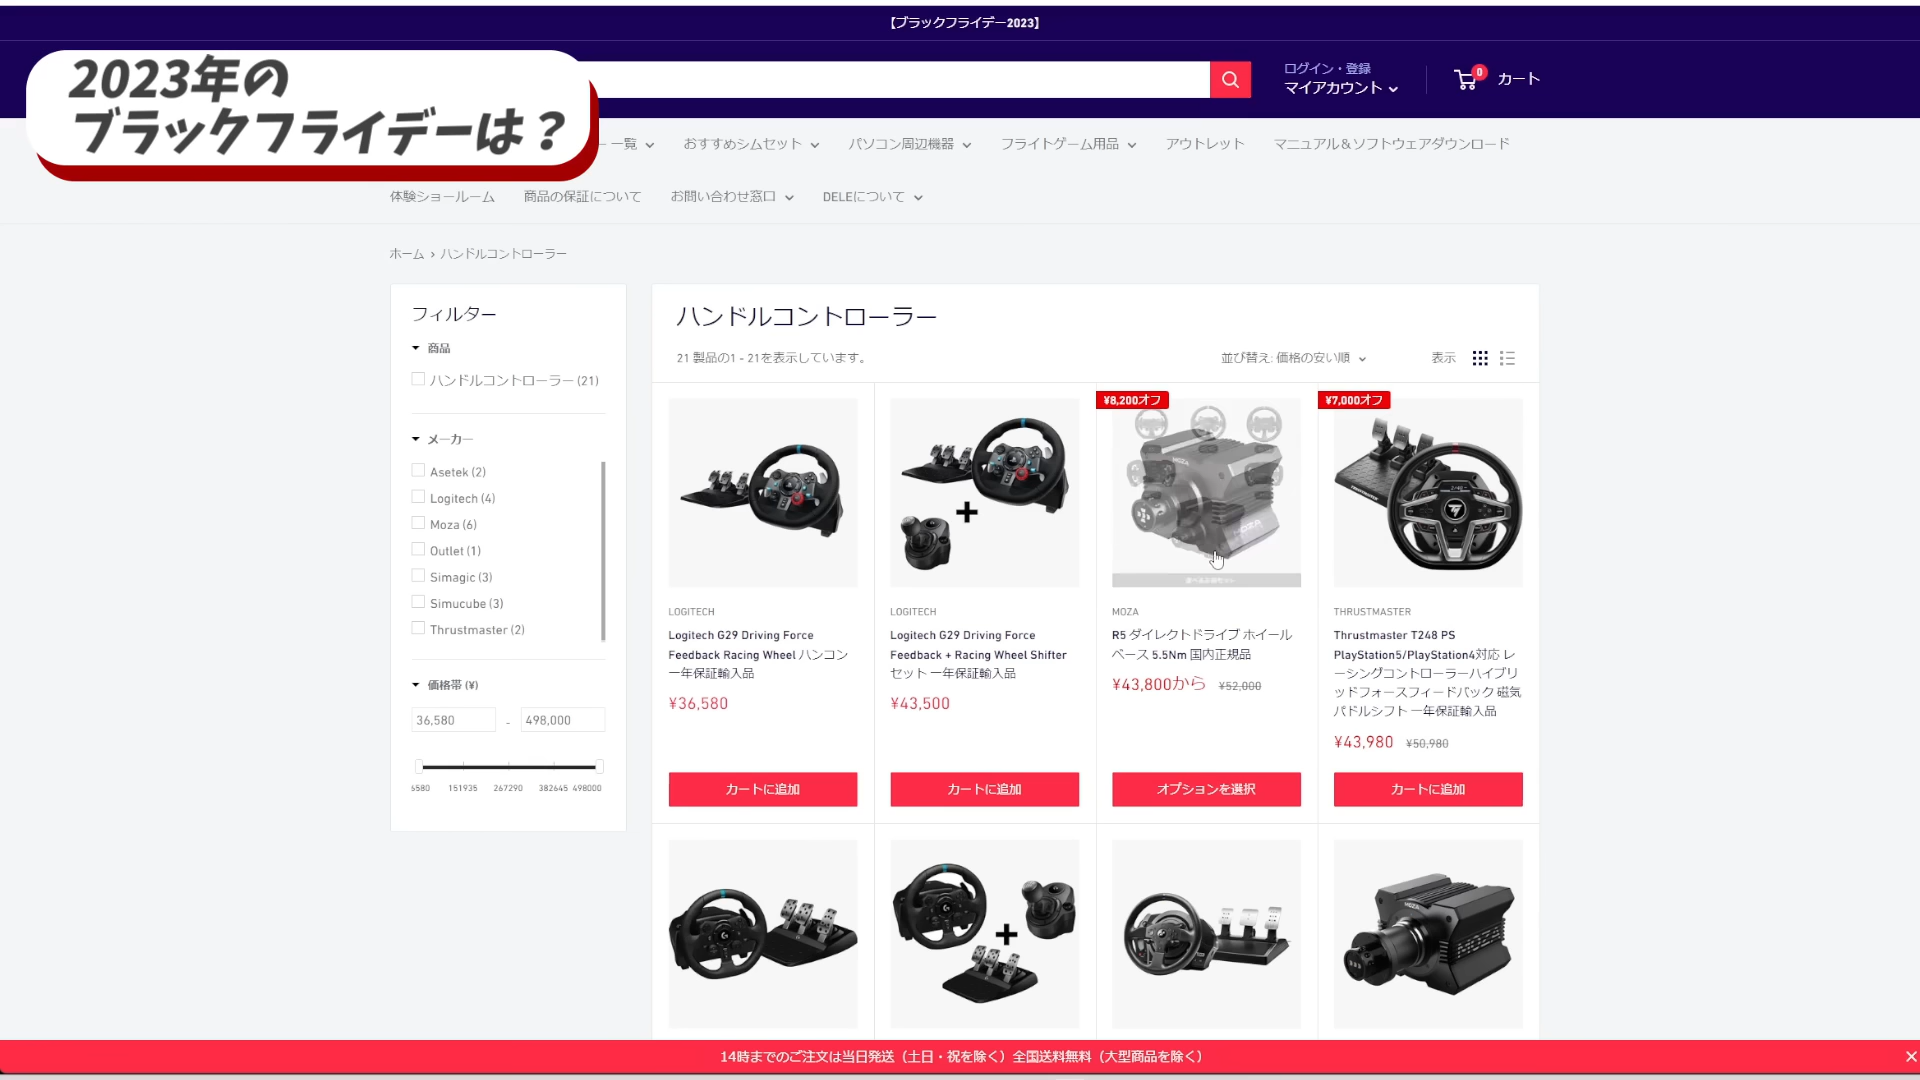 【ブラックフライデー2023】
2023年の
ブラックフライデーは？
ログイン・登録
マイアカウント
0
カート
ー 一覧
おすすめシムセット
パソコン周辺機器
フライトゲーム用品
アウトレット
マニュアル＆ソフトウェアダウンロード
体験ショールーム
商品の保証について
お問い合わせ窓口
DELEについて
ホーム › ハンドルコントローラー
フィルター
商品
ハンドルコントローラー (21)
メーカー
Asetek (2)
Logitech (4)
Moza (6)
Outlet (1)
Simagic (3)
Simucube (3)
Thrustmaster (2)
価格帯 (¥)
36,580 - 498,000
6580 151935 267290 382645 498000
ハンドルコントローラー
21 製品の1 - 21を表示しています。
並び替え: 価格の安い順
表示
LOGITECH
Logitech G29 Driving Force
Feedback Racing Wheel ハンコン
一年保証輸入品
¥36,580
カートに追加
LOGITECH
Logitech G29 Driving Force
Feedback + Racing Wheel Shifter
セット 一年保証輸入品
¥43,500
カートに追加
¥8,200オフ
MOZA
MOZA
R5 ダイレクトドライブ ホイール
ベース 5.5Nm 国内正規品
¥43,800から ¥52,000
オプションを選択
¥7,000オフ
THRUSTMASTER
Thrustmaster T248 PS
PlayStation5/PlayStation4対応 レ
ーシングコントローラーハイブリ
ッドフォースフィードバック 磁気
パドルシフト 一年保証輸入品
¥43,980 ¥50,980
カートに追加
MOZA
14時までのご注文は当日発送（土日・祝を除く）全国送料無料（大型商品を除く）